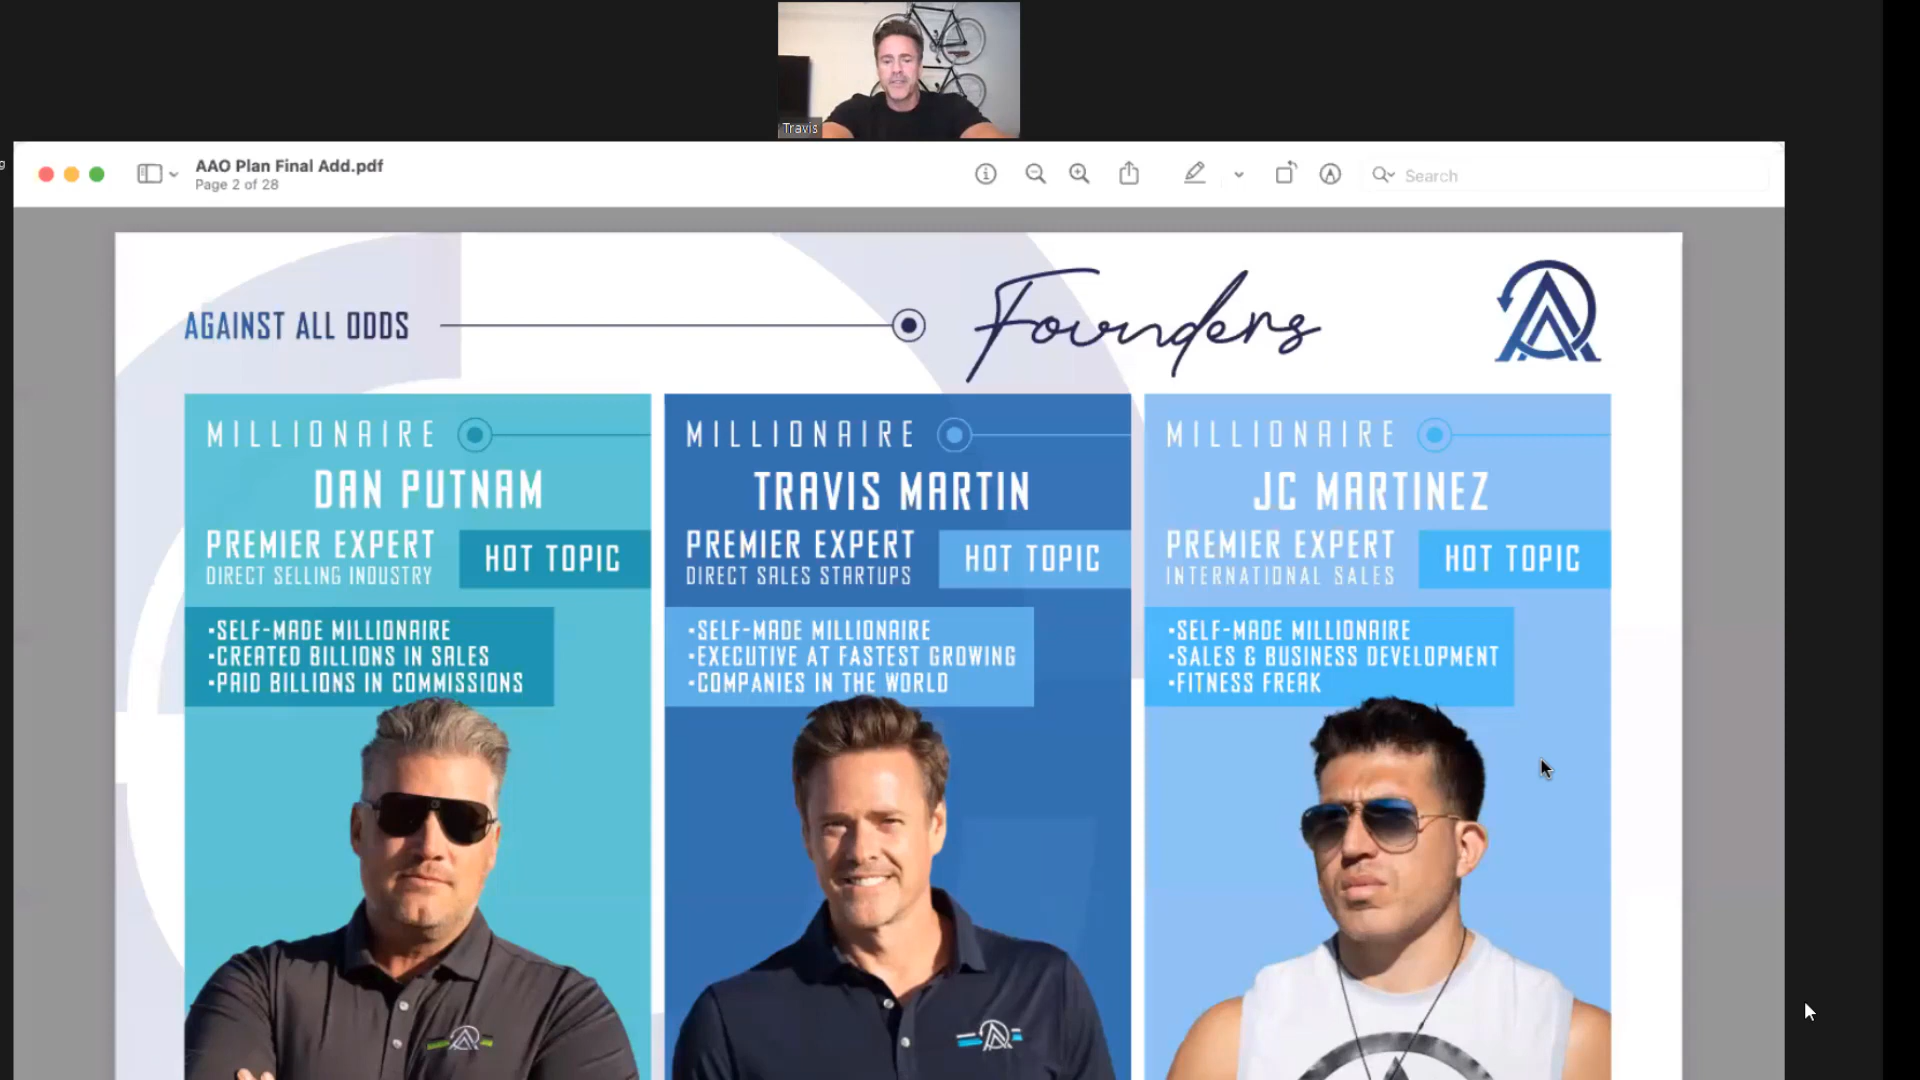 Travis
g
AAO Plan Final Add.pdf
Page 2 of 28
Search
AGAINST ALL ODDS
Founders
MILLIONAIRE
DAN PUTNAM
PREMIER EXPERT
DIRECT SELLING INDUSTRY
HOT TOPIC
•SELF-MADE MILLIONAIRE
•CREATED BILLIONS IN SALES
•PAID BILLIONS IN COMMISSIONS
MILLIONAIRE
TRAVIS MARTIN
PREMIER EXPERT
DIRECT SALES STARTUPS
HOT TOPIC
•SELF-MADE MILLIONAIRE
•EXECUTIVE AT FASTEST GROWING
•COMPANIES IN THE WORLD
MILLIONAIRE
JC MARTINEZ
PREMIER EXPERT
INTERNATIONAL SALES
HOT TOPIC
•SELF-MADE MILLIONAIRE
•SALES & BUSINESS DEVELOPMENT
•FITNESS FREAK